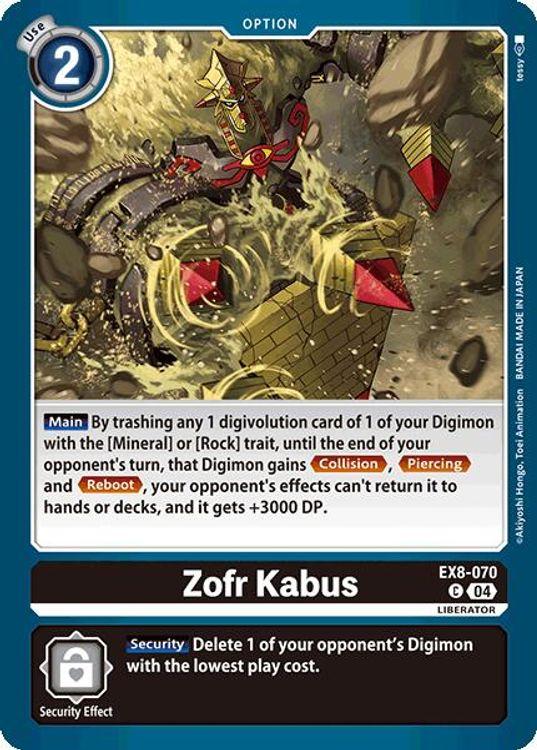 OPTION
Use
2
tessy
Main By trashing any 1 digivolution card of 1 of your Digimon
with the [Mineral] or [Rock] trait, until the end of your
opponent's turn, that Digimon gains Collision, Piercing
and Reboot, your opponent's effects can't return it to
hands or decks, and it gets +3000 DP.
©Akiyoshi Hongo, Toei Animation BANDAI MADE IN JAPAN
Zofr Kabus
EX8-070
C 04
LIBERATOR
Security Delete 1 of your opponent's Digimon
with the lowest play cost.
Security Effect